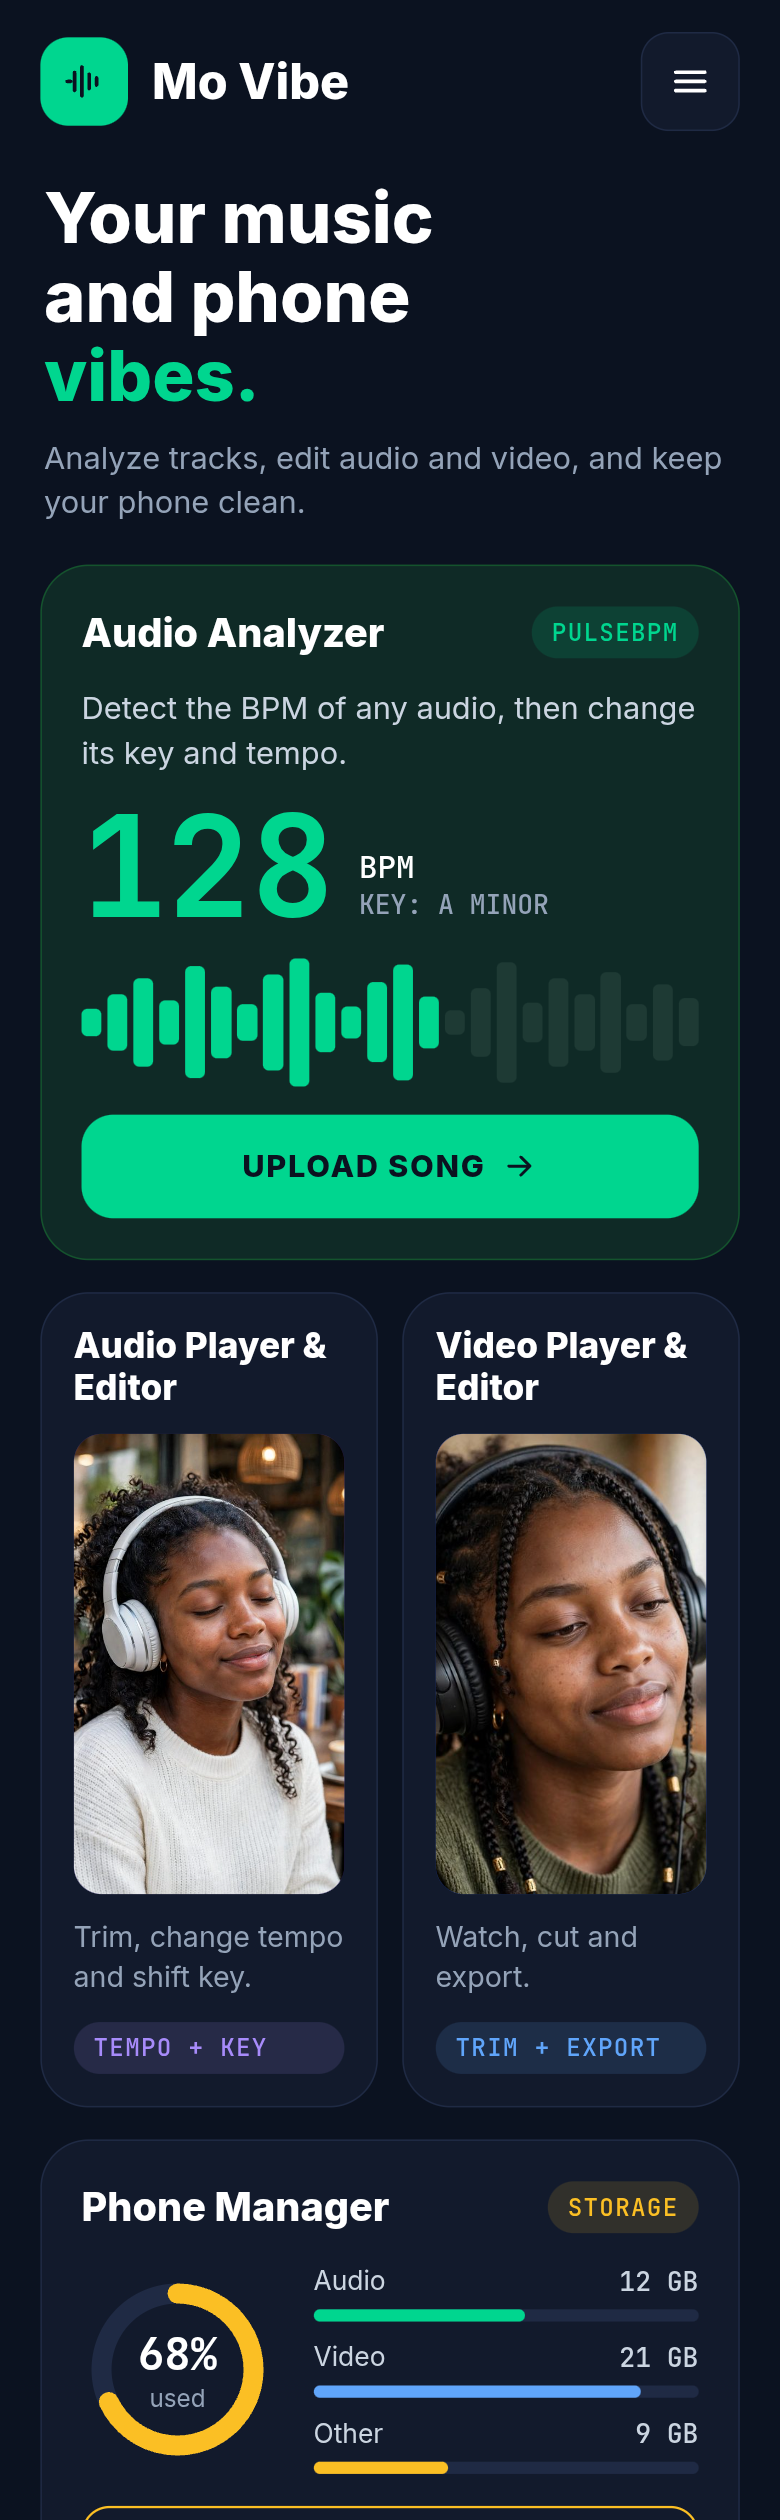 Mo Vibe
Your music
and phone
vibes.
Analyze tracks, edit audio and video, and keep
your phone clean.
Audio Analyzer
PULSEBPM
Detect the BPM of any audio, then change
its key and tempo.
128
BPM
KEY: A MINOR
UPLOAD SONG →
Audio Player &
Editor
Trim, change tempo
and shift key.
TEMPO + KEY
Video Player &
Editor
Watch, cut and
export.
TRIM + EXPORT
Phone Manager
STORAGE
68%
used
Audio 12 GB
Video 21 GB
Other 9 GB